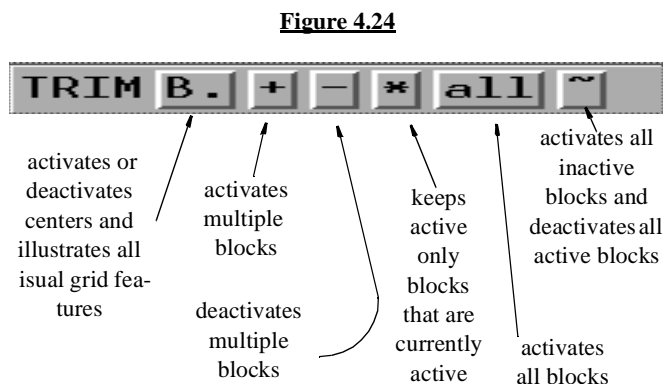 Figure 4.24
TRIM B. + - * all ~
activates or
deactivates
centers and
illustrates all
isual grid fea-
tures
activates
multiple
blocks
deactivates
multiple
blocks
keeps
active
only
blocks
that are
currently
active
activates
all blocks
activates all
inactive
blocks and
deactivates all
active blocks